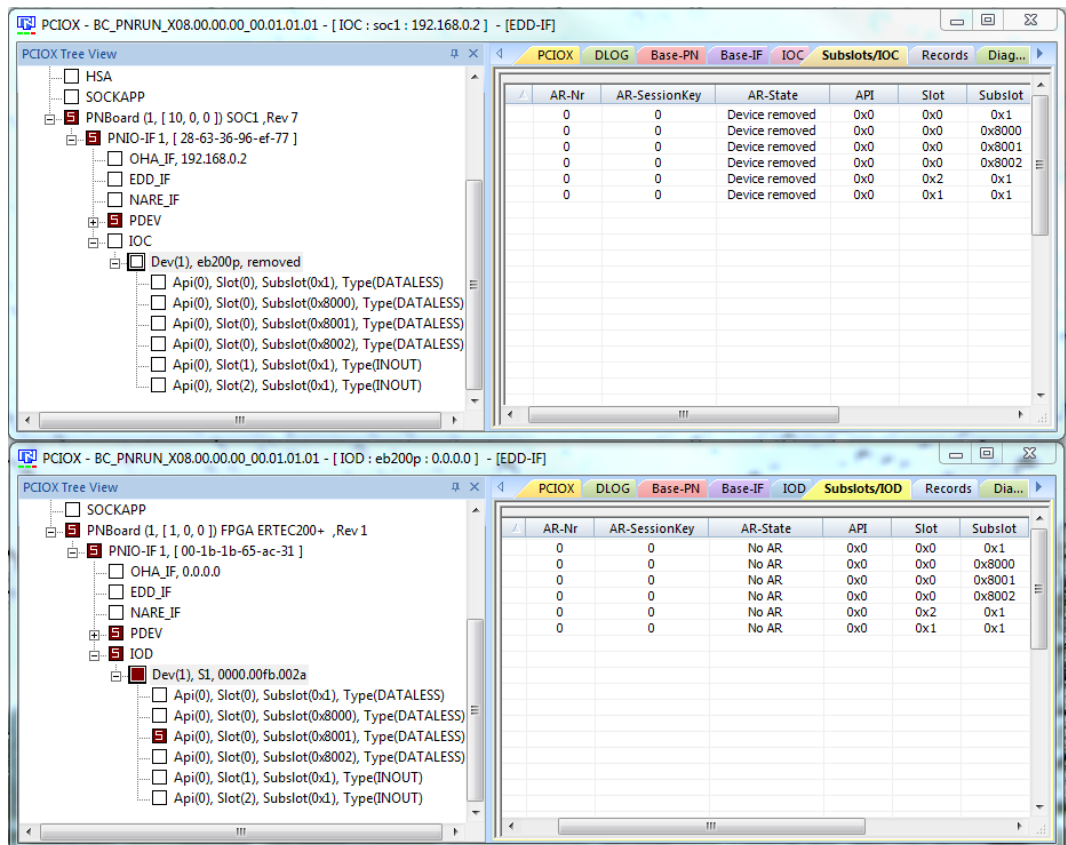 PCIOX - BC_PNRUN_X08.00.00.00_00.01.01.01 - [ IOC : soc1 : 192.168.0.2 ] - [EDD-IF]
PCIOX Tree View
HSA
SOCKAPP
PNBoard (1, [ 10, 0, 0 ]) SOC1 ,Rev 7
PNIO-IF 1, [ 28-63-36-96-ef-77 ]
OHA_IF, 192.168.0.2
EDD_IF
NARE_IF
PDEV
IOC
Dev(1), eb200p, removed
Api(0), Slot(0), Subslot(0x1), Type(DATALESS)
Api(0), Slot(0), Subslot(0x8000), Type(DATALESS)
Api(0), Slot(0), Subslot(0x8001), Type(DATALESS)
Api(0), Slot(0), Subslot(0x8002), Type(DATALESS)
Api(0), Slot(1), Subslot(0x1), Type(INOUT)
Api(0), Slot(2), Subslot(0x1), Type(INOUT)
PCIOX DLOG Base-PN Base-IF IOC Subslots/IOC Records Diag...
AR-Nr AR-SessionKey AR-State API Slot Subslot
0 0 Device removed 0x0 0x0 0x1
0 0 Device removed 0x0 0x0 0x8000
0 0 Device removed 0x0 0x0 0x8001
0 0 Device removed 0x0 0x0 0x8002
0 0 Device removed 0x0 0x2 0x1
0 0 Device removed 0x0 0x1 0x1
PCIOX - BC_PNRUN_X08.00.00.00_00.01.01.01 - [ IOD : eb200p : 0.0.0.0 ] - [EDD-IF]
PCIOX Tree View
SOCKAPP
PNBoard (1, [ 1, 0, 0 ]) FPGA ERTEC200+ ,Rev 1
PNIO-IF 1, [ 00-1b-1b-65-ac-31 ]
OHA_IF, 0.0.0.0
EDD_IF
NARE_IF
PDEV
IOD
Dev(1), S1, 0000.00fb.002a
Api(0), Slot(0), Subslot(0x1), Type(DATALESS)
Api(0), Slot(0), Subslot(0x8000), Type(DATALESS)
Api(0), Slot(0), Subslot(0x8001), Type(DATALESS)
Api(0), Slot(0), Subslot(0x8002), Type(DATALESS)
Api(0), Slot(1), Subslot(0x1), Type(INOUT)
Api(0), Slot(2), Subslot(0x1), Type(INOUT)
PCIOX DLOG Base-PN Base-IF IOD Subslots/IOD Records Dia...
AR-Nr AR-SessionKey AR-State API Slot Subslot
0 0 No AR 0x0 0x0 0x1
0 0 No AR 0x0 0x0 0x8000
0 0 No AR 0x0 0x0 0x8001
0 0 No AR 0x0 0x0 0x8002
0 0 No AR 0x0 0x2 0x1
0 0 No AR 0x0 0x1 0x1